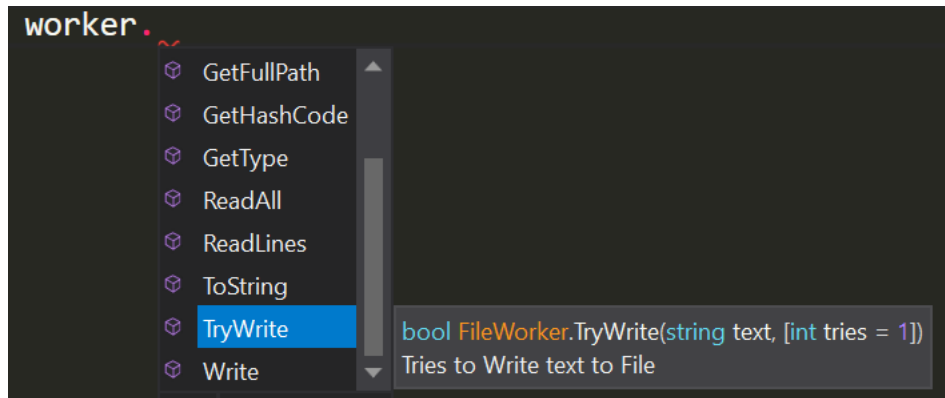 worker.
GetFullPath
GetHashCode
GetType
ReadAll
ReadLines
ToString
TryWrite
bool FileWorker.TryWrite(string text, [int tries = 1])
Tries to Write text to File
Write